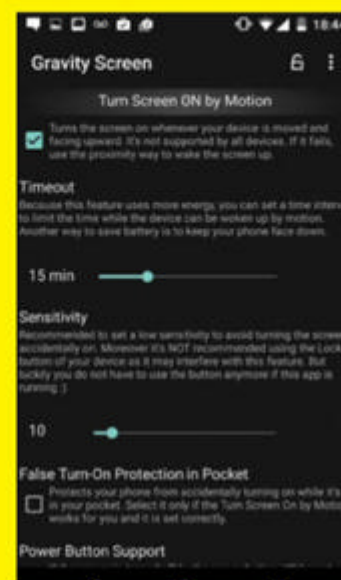 18:44
Gravity Screen
Turn Screen ON by Motion
Turns the screen on whenever your device is moved and
facing upward. It's not supported by all devices. If it fails,
use the proximity way to wake the screen up.
Timeout
Because this feature uses more energy, you can set a time interv
to limit the time while the device can be woken up by motion.
Another way to save battery is to keep your phone face down.
15 min
Sensitivity
Recommended to set a low sensitivity to avoid turning the screen
accidentally on. Moreover it's NOT recommended using the Lock
button of your device as it may interfere with this feature. But
luckily you do not have to use the button anymore if this app is
running :)
10
False Turn-On Protection in Pocket
Protects your phone from accidentally turning on while it's
in your pocket. Select it only if the Turn Screen On by Motio
works for you and it is set correctly.
Power Button Support